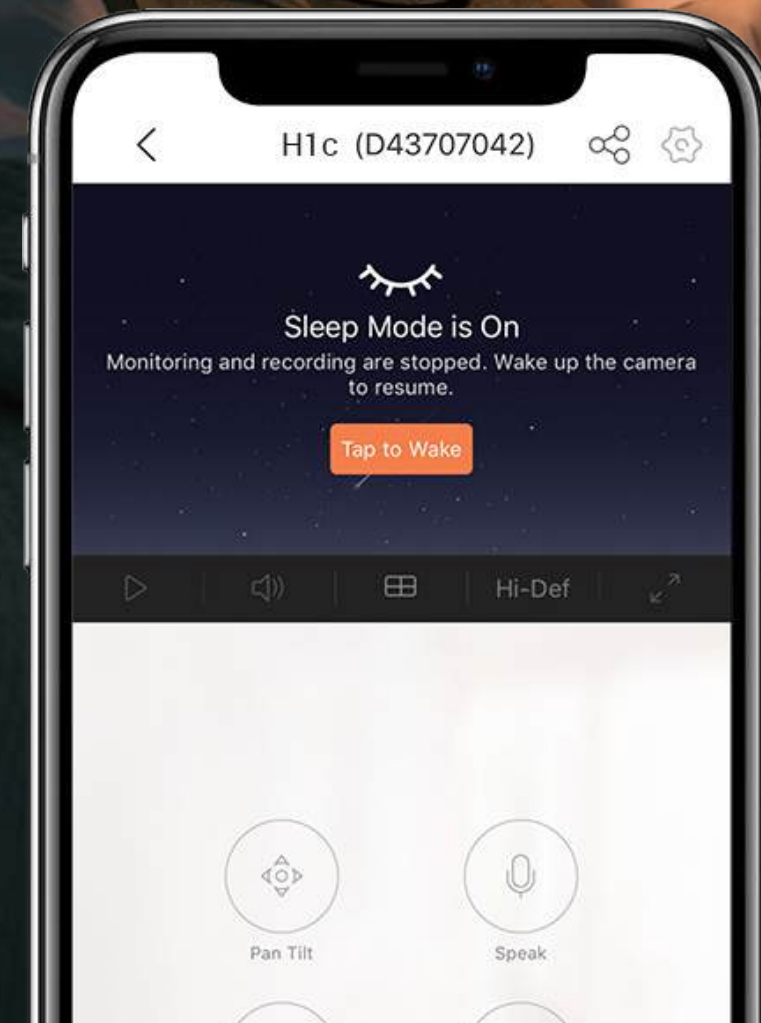 H1c (D43707042)
Sleep Mode is On
Monitoring and recording are stopped. Wake up the camera
to resume.
Tap to Wake
Hi-Def
Pan Tilt
Speak